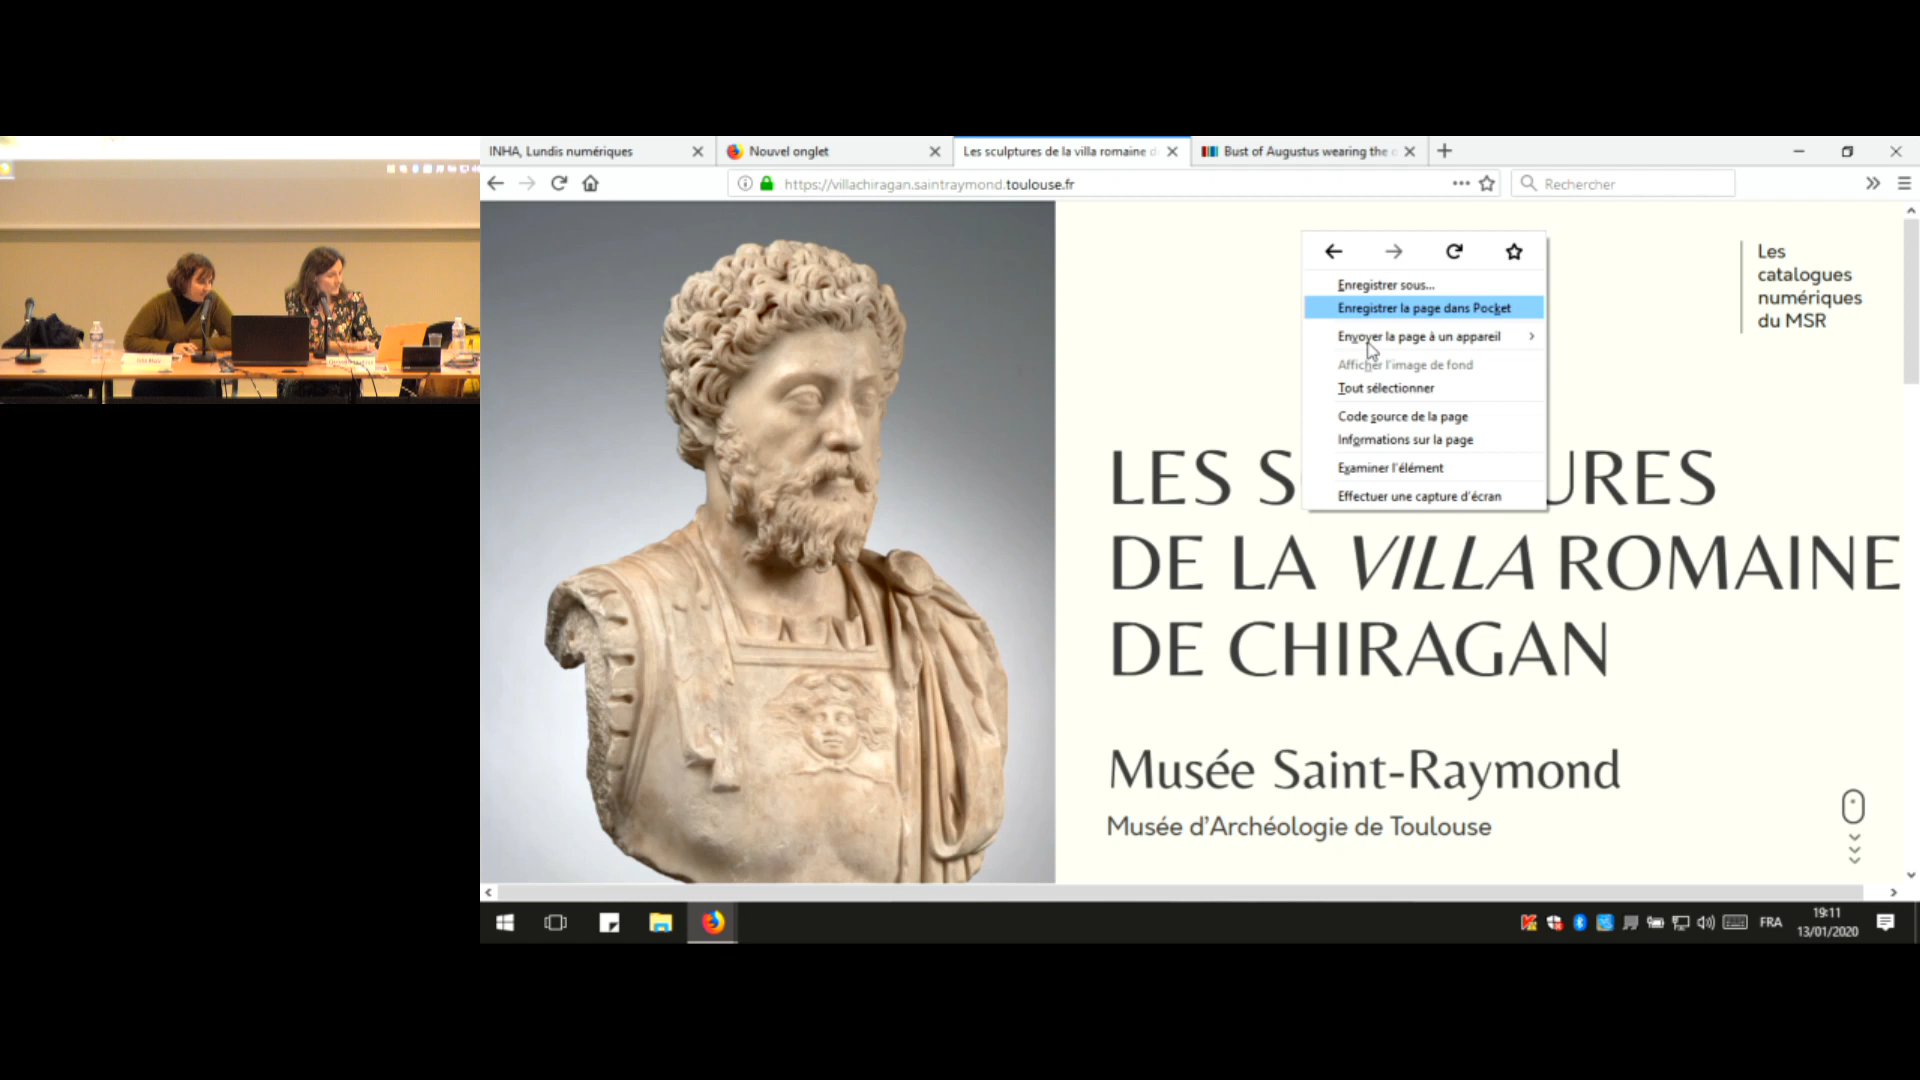 INHA, Lundis numériques
Nouvel onglet
Les sculptures de la villa romaine d
Bust of Augustus wearing the
https://villachiragan.saintraymond.toulouse.fr
Rechercher
Enregistrer sous...
Enregistrer la page dans Pocket
Envoyer la page à un appareil
Afficher l'image de fond
Tout sélectionner
Code source de la page
Informations sur la page
Examiner l'élément
Effectuer une capture d'écran
Les
catalogues
numériques
du MSR
LES S URES
DE LA VILLA ROMAINE
DE CHIRAGAN
Musée Saint-Raymond
Musée d'Archéologie de Toulouse
FRA
19:11
13/01/2020